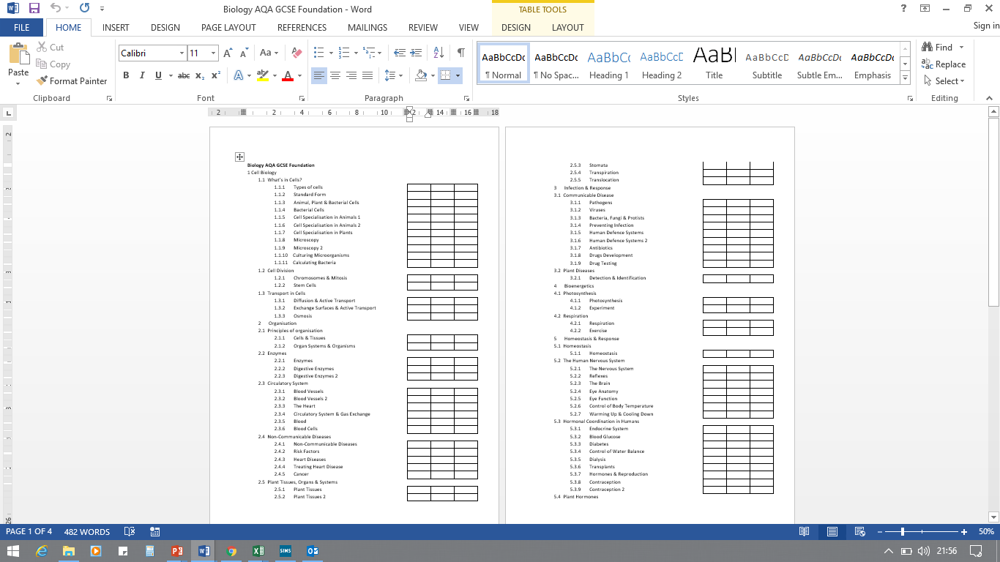 Biology AQA GCSE Foundation - Word
TABLE TOOLS
FILE HOME INSERT DESIGN PAGE LAYOUT REFERENCES MAILINGS REVIEW VIEW DESIGN LAYOUT Sign in
Paste
Cut
Copy
Format Painter
Clipboard
Calibri 11
Font
Paragraph
AaBbCcDc AaBbCcDc AaBbCc AaBbCcD AaBl AaBbCcD AaBbCcDc AaBbCcDc
¶ Normal ¶ No Spac... Heading 1 Heading 2 Title Subtitle Subtle Em... Emphasis
Styles
Find
Replace
Select
Editing
2 2 4 6 8 10 12 14 16 18
Biology AQA GCSE Foundation
1 Cell Biology
1.1 What's in Cells?
1.1.1 Types of cells
1.1.2 Standard Form
1.1.3 Animal, Plant & Bacterial Cells
1.1.4 Bacterial Cells
1.1.5 Cell Specialisation in Animals 1
1.1.6 Cell Specialisation in Animals 2
1.1.7 Cell Specialisation in Plants
1.1.8 Microscopy
1.1.9 Microscopy 2
1.1.10 Culturing Microorganisms
1.1.11 Calculating Bacteria
1.2 Cell Division
1.2.1 Chromosomes & Mitosis
1.2.2 Stem Cells
1.3 Transport in Cells
1.3.1 Diffusion & Active Transport
1.3.2 Exchange Surfaces & Active Transport
1.3.3 Osmosis
2 Organisation
2.1 Principles of organisation
2.1.1 Cells & Tissues
2.1.2 Organ Systems & Organisms
2.2 Enzymes
2.2.1 Enzymes
2.2.2 Digestive Enzymes
2.2.3 Digestive Enzymes 2
2.3 Circulatory System
2.3.1 Blood Vessels
2.3.2 Blood Vessels 2
2.3.3 The Heart
2.3.4 Circulatory System & Gas Exchange
2.3.5 Blood
2.3.6 Blood Cells
2.4 Non-Communicable Diseases
2.4.1 Non-Communicable Diseases
2.4.2 Risk Factors
2.4.3 Heart Diseases
2.4.4 Treating Heart Disease
2.4.5 Cancer
2.5 Plant Tissues, Organs & Systems
2.5.1 Plant Tissues
2.5.2 Plant Tissues 2
2.5.3 Stomata
2.5.4 Transpiration
2.5.5 Translocation
3 Infection & Response
3.1 Communicable Disease
3.1.1 Pathogens
3.1.2 Viruses
3.1.3 Bacteria, Fungi & Protists
3.1.4 Preventing Infection
3.1.5 Human Defence Systems
3.1.6 Human Defence Systems 2
3.1.7 Antibiotics
3.1.8 Drugs Development
3.1.9 Drug Testing
3.2 Plant Diseases
3.2.1 Detection & Identification
4 Bioenergetics
4.1 Photosynthesis
4.1.1 Photosynthesis
4.1.2 Experiment
4.2 Respiration
4.2.1 Respiration
4.2.2 Exercise
5 Homeostasis & Response
5.1 Homeostasis
5.1.1 Homeostasis
5.2 The Human Nervous System
5.2.1 The Nervous System
5.2.2 Reflexes
5.2.3 The Brain
5.2.4 Eye Anatomy
5.2.5 Eye Function
5.2.6 Control of Body Temperature
5.2.7 Warming Up & Cooling Down
5.3 Hormonal Coordination in Humans
5.3.1 Endocrine System
5.3.2 Blood Glucose
5.3.3 Diabetes
5.3.4 Control of Water Balance
5.3.5 Dialysis
5.3.6 Transplants
5.3.7 Hormones & Reproduction
5.3.8 Contraception
5.3.9 Contraception 2
5.4 Plant Hormones
PAGE 1 OF 4 482 WORDS 50%
SIMS
21:56